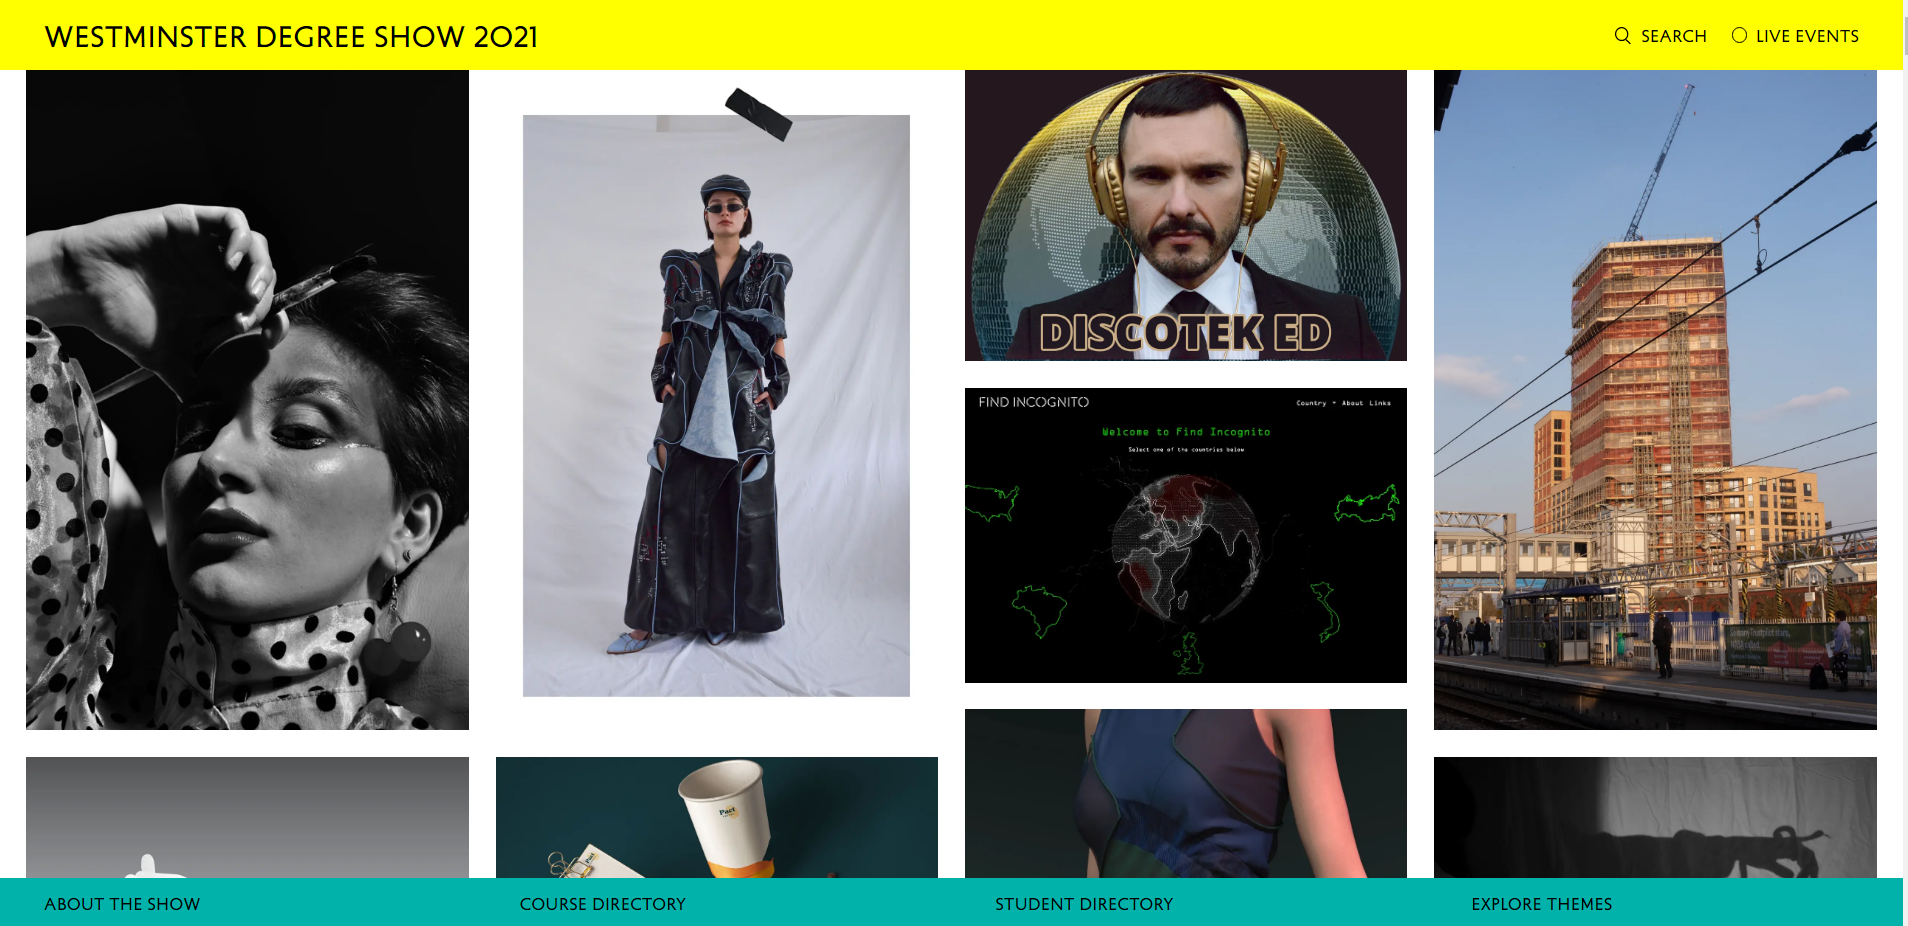 WESTMINSTER DEGREE SHOW 2021
SEARCH
LIVE EVENTS
DISCOTEK ED
FIND INCOGNITO
Country
About
Links
Welcome to Find Incognito
Select one of the countries below
Pact
Pact
ABOUT THE SHOW
COURSE DIRECTORY
STUDENT DIRECTORY
EXPLORE THEMES